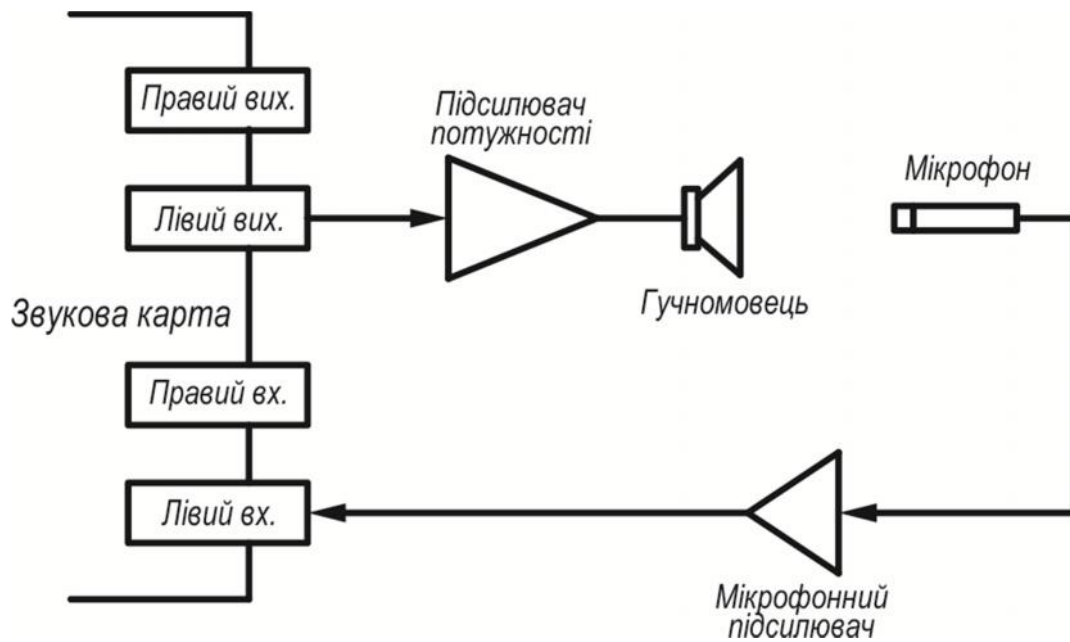 Правий вих.
Підсилювач
потужності
Мікрофон
Лівий вих.
Гучномовець
Звукова карта
Правий вх.
Лівий вх.
Мікрофонний
підсилювач